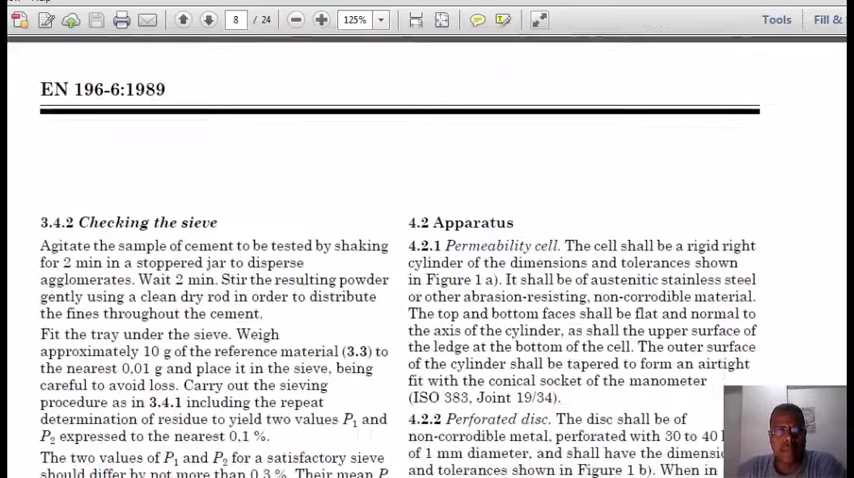 8 / 24
125%
Tools
Fill &
EN 196-6:1989
3.4.2 Checking the sieve
Agitate the sample of cement to be tested by shaking
for 2 min in a stoppered jar to disperse
agglomerates. Wait 2 min. Stir the resulting powder
gently using a clean dry rod in order to distribute
the fines throughout the cement.
Fit the tray under the sieve. Weigh
approximately 10 g of the reference material (3.3) to
the nearest 0,01 g and place it in the sieve, being
careful to avoid loss. Carry out the sieving
procedure as in 3.4.1 including the repeat
determination of residue to yield two values P1 and
P2 expressed to the nearest 0,1 %.
The two values of P1 and P2 for a satisfactory sieve
should differ by not more than 0,3 %. Their mean P
4.2 Apparatus
4.2.1 Permeability cell. The cell shall be a rigid right
cylinder of the dimensions and tolerances shown
in Figure 1 a). It shall be of austenitic stainless steel
or other abrasion-resisting, non-corrodible material.
The top and bottom faces shall be flat and normal to
the axis of the cylinder, as shall the upper surface of
the ledge at the bottom of the cell. The outer surface
of the cylinder shall be tapered to form an airtight
fit with the conical socket of the manometer
(ISO 383, Joint 19/34).
4.2.2 Perforated disc. The disc shall be of
non-corrodible metal, perforated with 30 to 40
of 1 mm diameter, and shall have the
and tolerances shown in Figure 1 b). When in